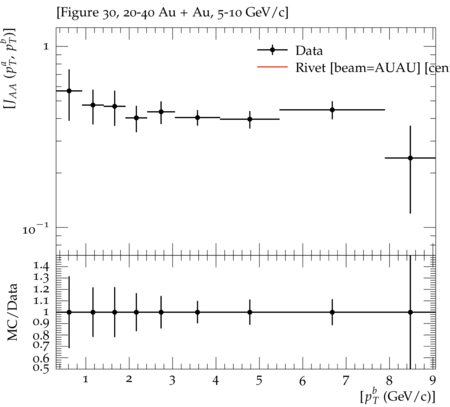 [Figure 30, 20-40 Au + Au, 5-10 GeV/c]
[J_AA (p_T^a, p_T^b)]
1
10^−1
Data
Rivet [beam=AUAU] [cen
MC/Data
1.4
1.3
1.2
1.1
1
0.9
0.8
0.7
0.6
0.5
1 2 3 4 5 6 7 8 9
[p_T^b (GeV/c)]